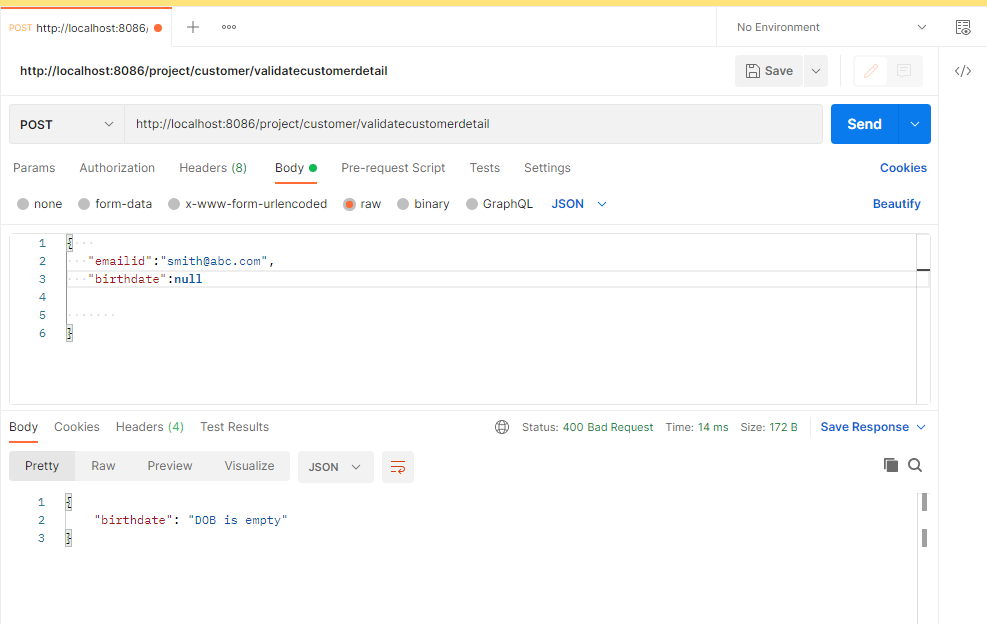 POST http://localhost:8086/ No Environment
http://localhost:8086/project/customer/validatecustomerdetail Save
POST http://localhost:8086/project/customer/validatecustomerdetail Send
Params Authorization Headers (8) Body Pre-request Script Tests Settings Cookies
none form-data x-www-form-urlencoded raw binary GraphQL JSON Beautify
1 {
2 "emailid":"smith@abc.com",
3 "birthdate":null
4
5
6 }
Body Cookies Headers (4) Test Results Status: 400 Bad Request Time: 14 ms Size: 172 B Save Response
Pretty Raw Preview Visualize JSON
1 {
2 "birthdate": "DOB is empty"
3 }